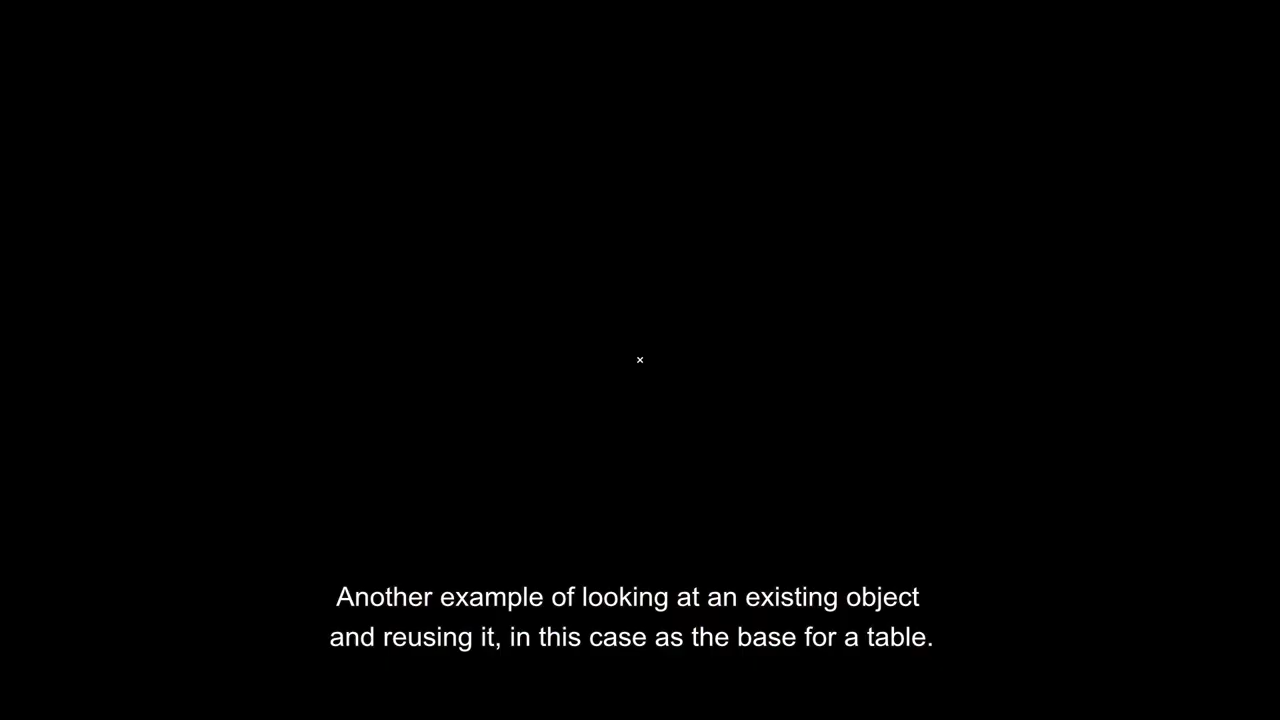 Another example of looking at an existing object
and reusing it, in this case as the base for a table.